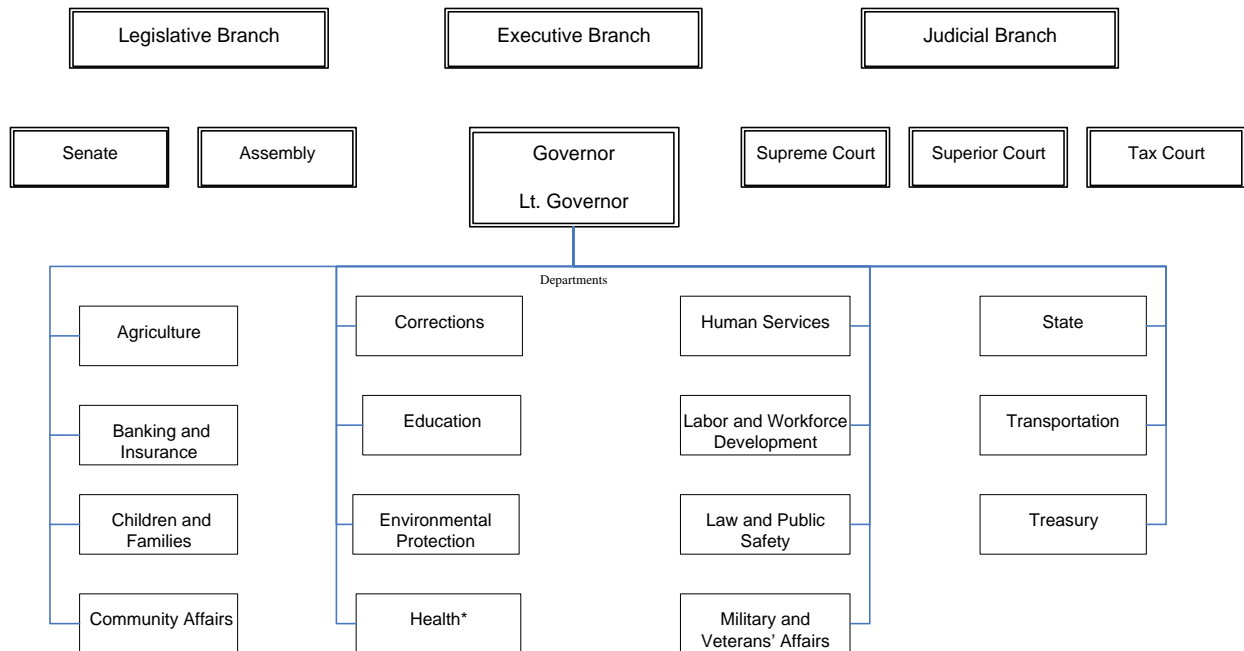 Legislative Branch
Executive Branch
Judicial Branch
Senate
Assembly
Governor
Lt. Governor
Supreme Court
Superior Court
Tax Court
Departments
Agriculture
Banking and
Insurance
Children and
Families
Community Affairs
Corrections
Education
Environmental
Protection
Health*
Human Services
Labor and Workforce
Development
Law and Public
Safety
Military and
Veterans’ Affairs
State
Transportation
Treasury